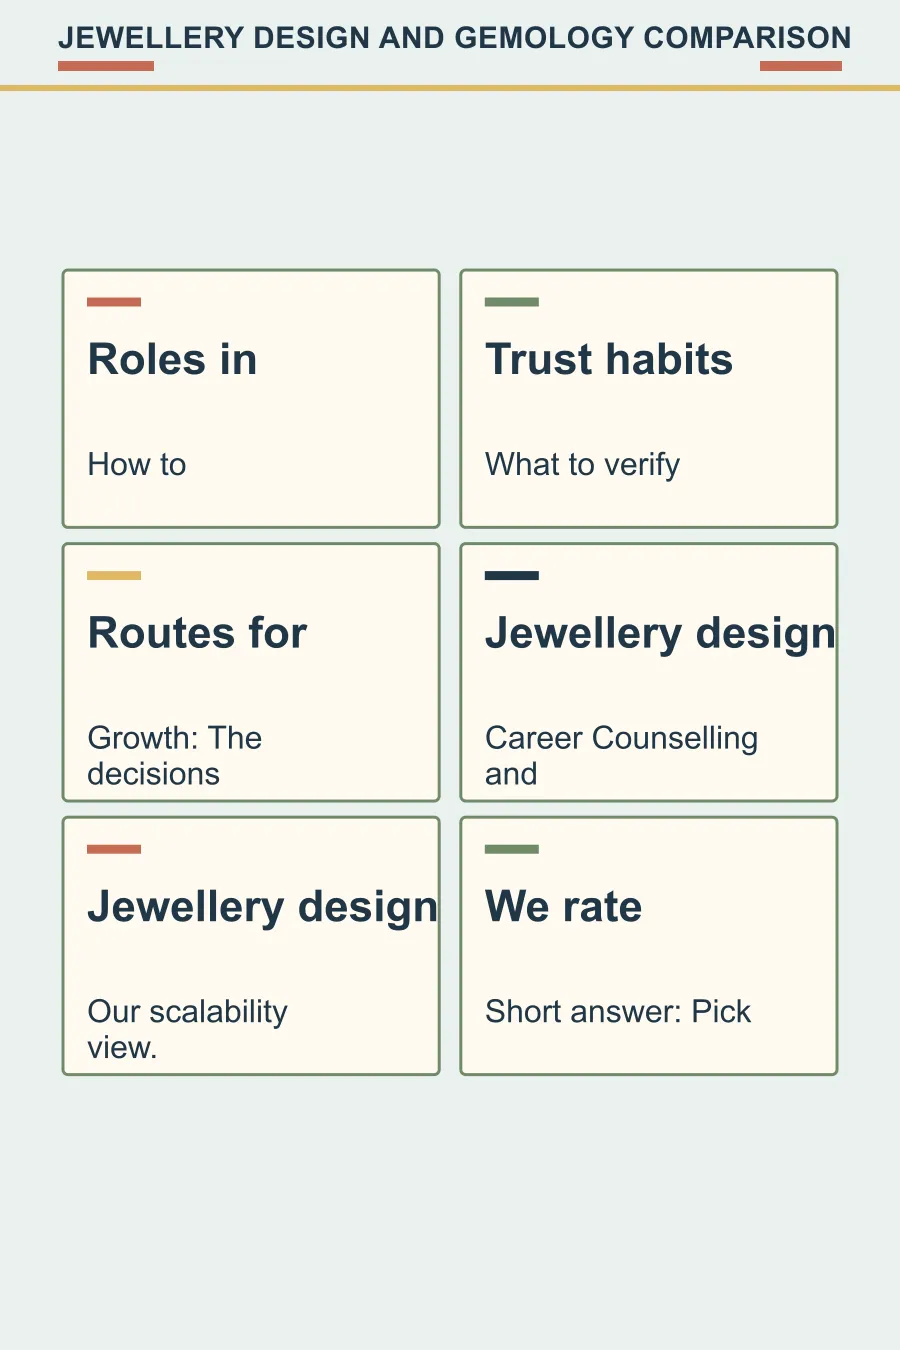 JEWELLERY DESIGN AND GEMOLOGY COMPARISON
Roles in
How to
Trust habits
What to verify
Routes for
Growth: The
decisions
Jewellery design
Career Counselling
and
Jewellery design
Our scalability
view.
We rate
Short answer: Pick